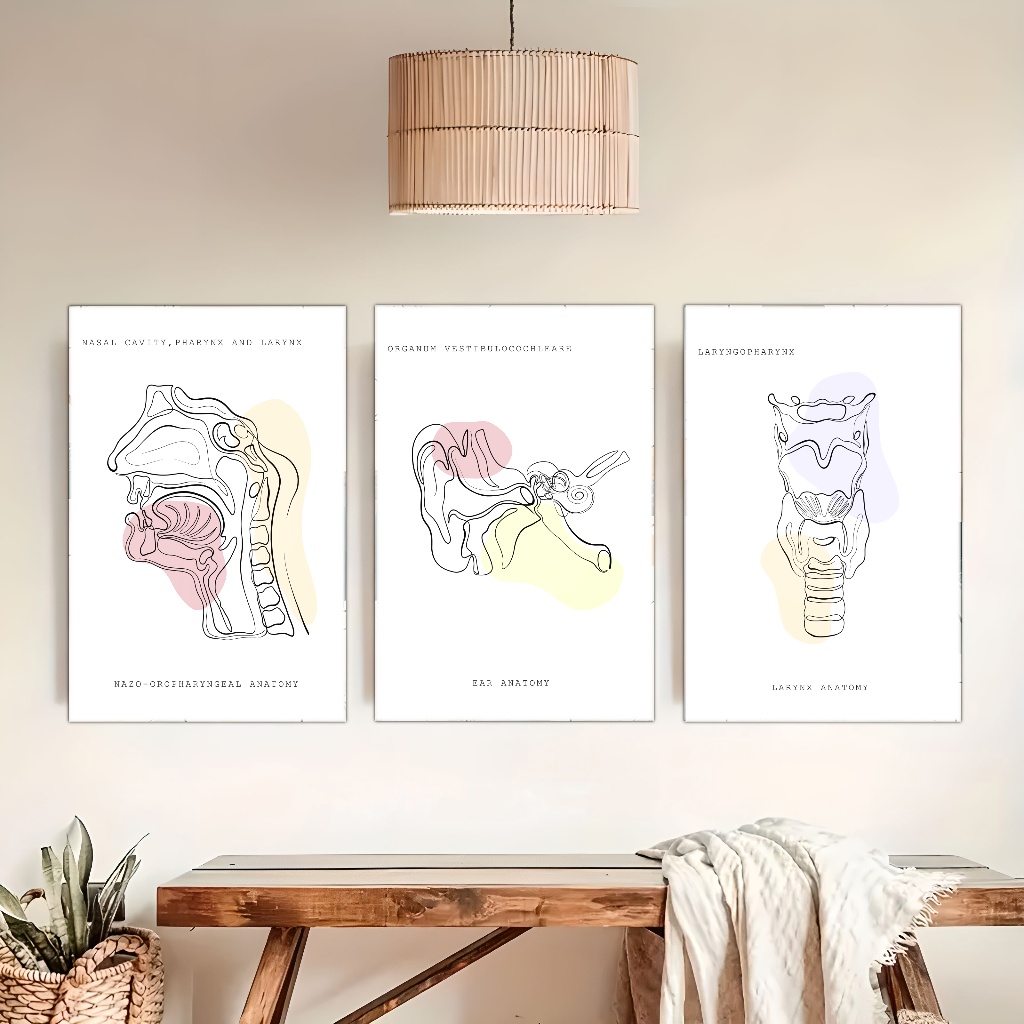 NASAL CAVITY,PHARYNX AND LARYNX
NAZO-OROPHARYNGEAL ANATOMY
ORGANUM VESTIBULOCOCHLEARE
EAR ANATOMY
LARYNGOPHARYNX
LARYNX ANATOMY